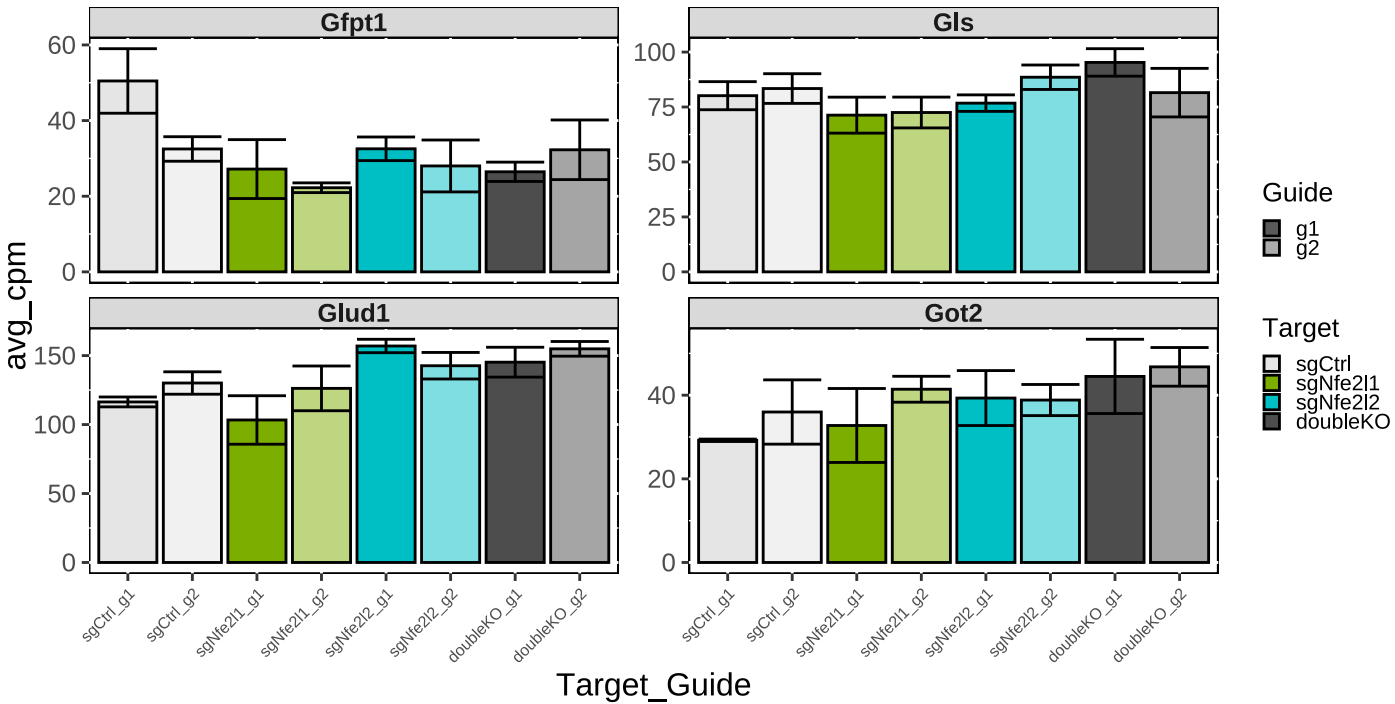 Gfpt1
Gls
60
40
20
0
100
75
50
25
0
Glud1
Got2
150
100
50
0
40
20
0
sgCtrl_g1
sgCtrl_g2
sgNfe2l1_g1
sgNfe2l1_g2
sgNfe2l2_g1
sgNfe2l2_g2
doubleKO_g1
doubleKO_g2
sgCtrl_g1
sgCtrl_g2
sgNfe2l1_g1
sgNfe2l1_g2
sgNfe2l2_g1
sgNfe2l2_g2
doubleKO_g1
doubleKO_g2
avg_cpm
Target_Guide
Guide
g1
g2
Target
sgCtrl
sgNfe2l1
sgNfe2l2
doubleKO